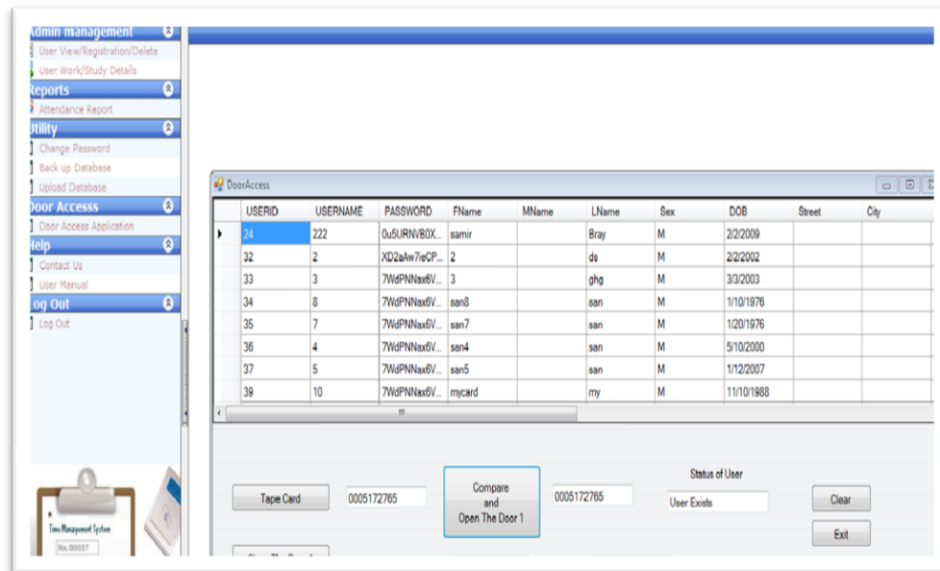 Admin management
User View/Registration/Delete
User Work/Study Details
Reports
Attendance Report
Utility
Change Password
Back up Database
Upload Database
Door Accesss
Door Access Application
Help
Contact Us
User Manual
Log Out
Log Out
DoorAccess
USERID USERNAME PASSWORD FName MName LName Sex DOB Street City
24 222 0u5URNVB0X... samir Bray M 2/2/2009
32 2 XD2aAw7ieCP... 2 ds M 2/2/2002
33 3 7WdPNNax6V... 3 ghg M 3/3/2003
34 8 7WdPNNax6V... san8 san M 1/10/1976
35 7 7WdPNNax6V... san7 san M 1/20/1976
36 4 7WdPNNax6V... san4 san M 5/10/2000
37 5 7WdPNNax6V... san5 san M 1/12/2007
39 10 7WdPNNax6V... mycard my M 11/10/1988
Status of User
Tape Card 0005172765 Compare
and
Open The Door 1
0005172765 User Exists Clear
Exit
Time Management System
No. 00037